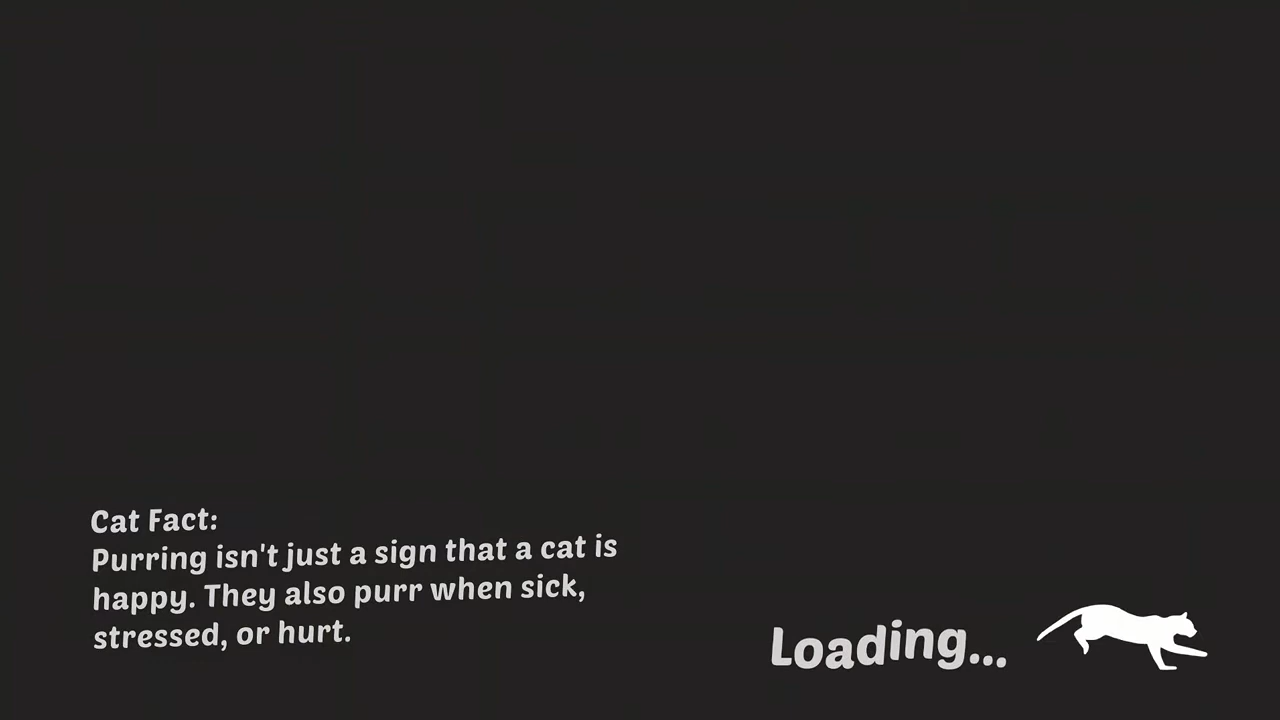 Cat Fact:
Purring isn't just a sign that a cat is
happy. They also purr when sick,
stressed, or hurt.
Loading...